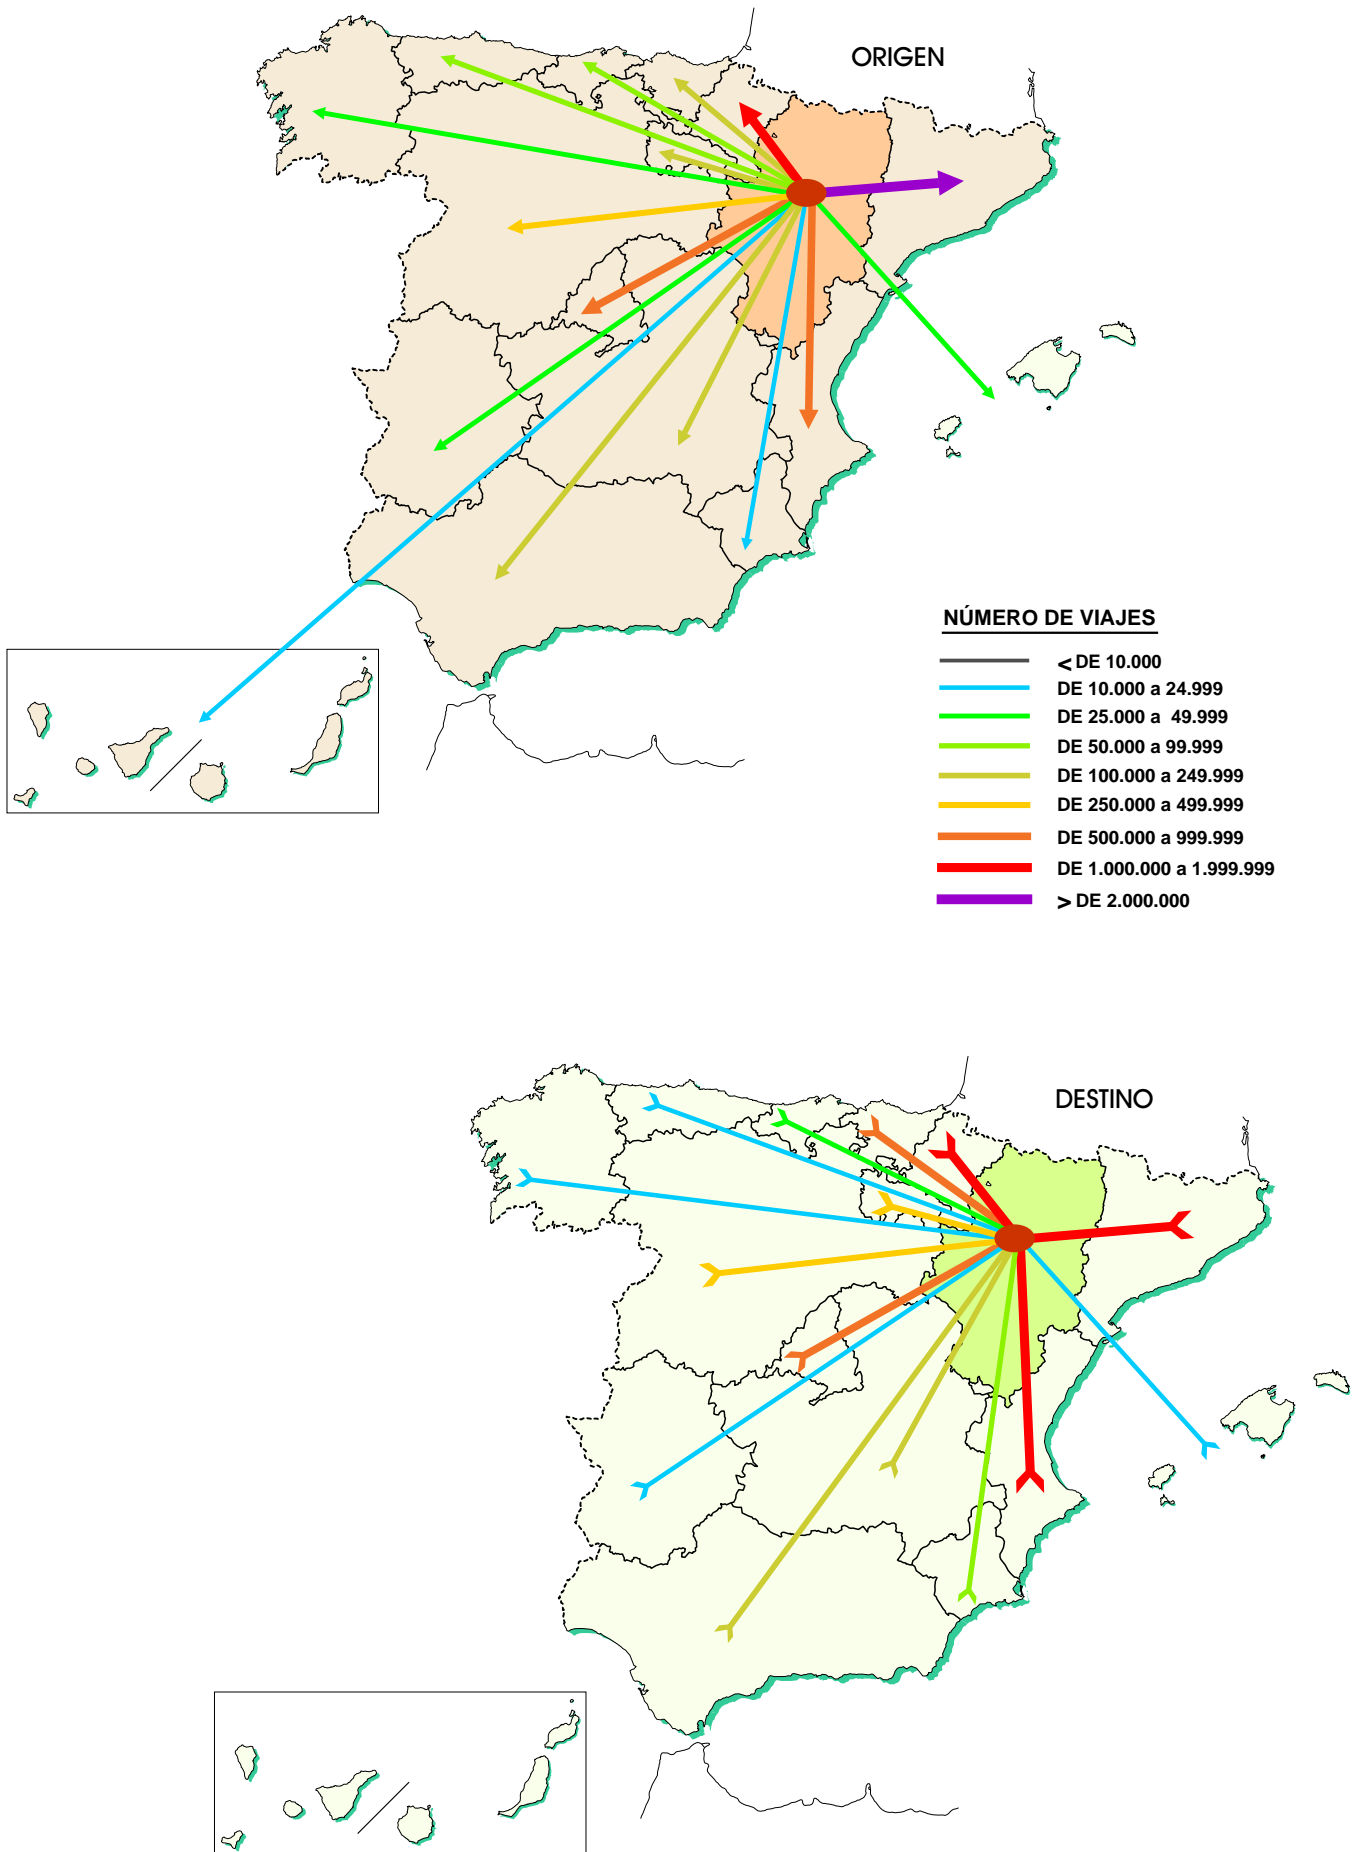 ORIGEN
NÚMERO DE VIAJES
< DE 10.000
DE 10.000 a 24.999
DE 25.000 a 49.999
DE 50.000 a 99.999
DE 100.000 a 249.999
DE 250.000 a 499.999
DE 500.000 a 999.999
DE 1.000.000 a 1.999.999
> DE 2.000.000
DESTINO